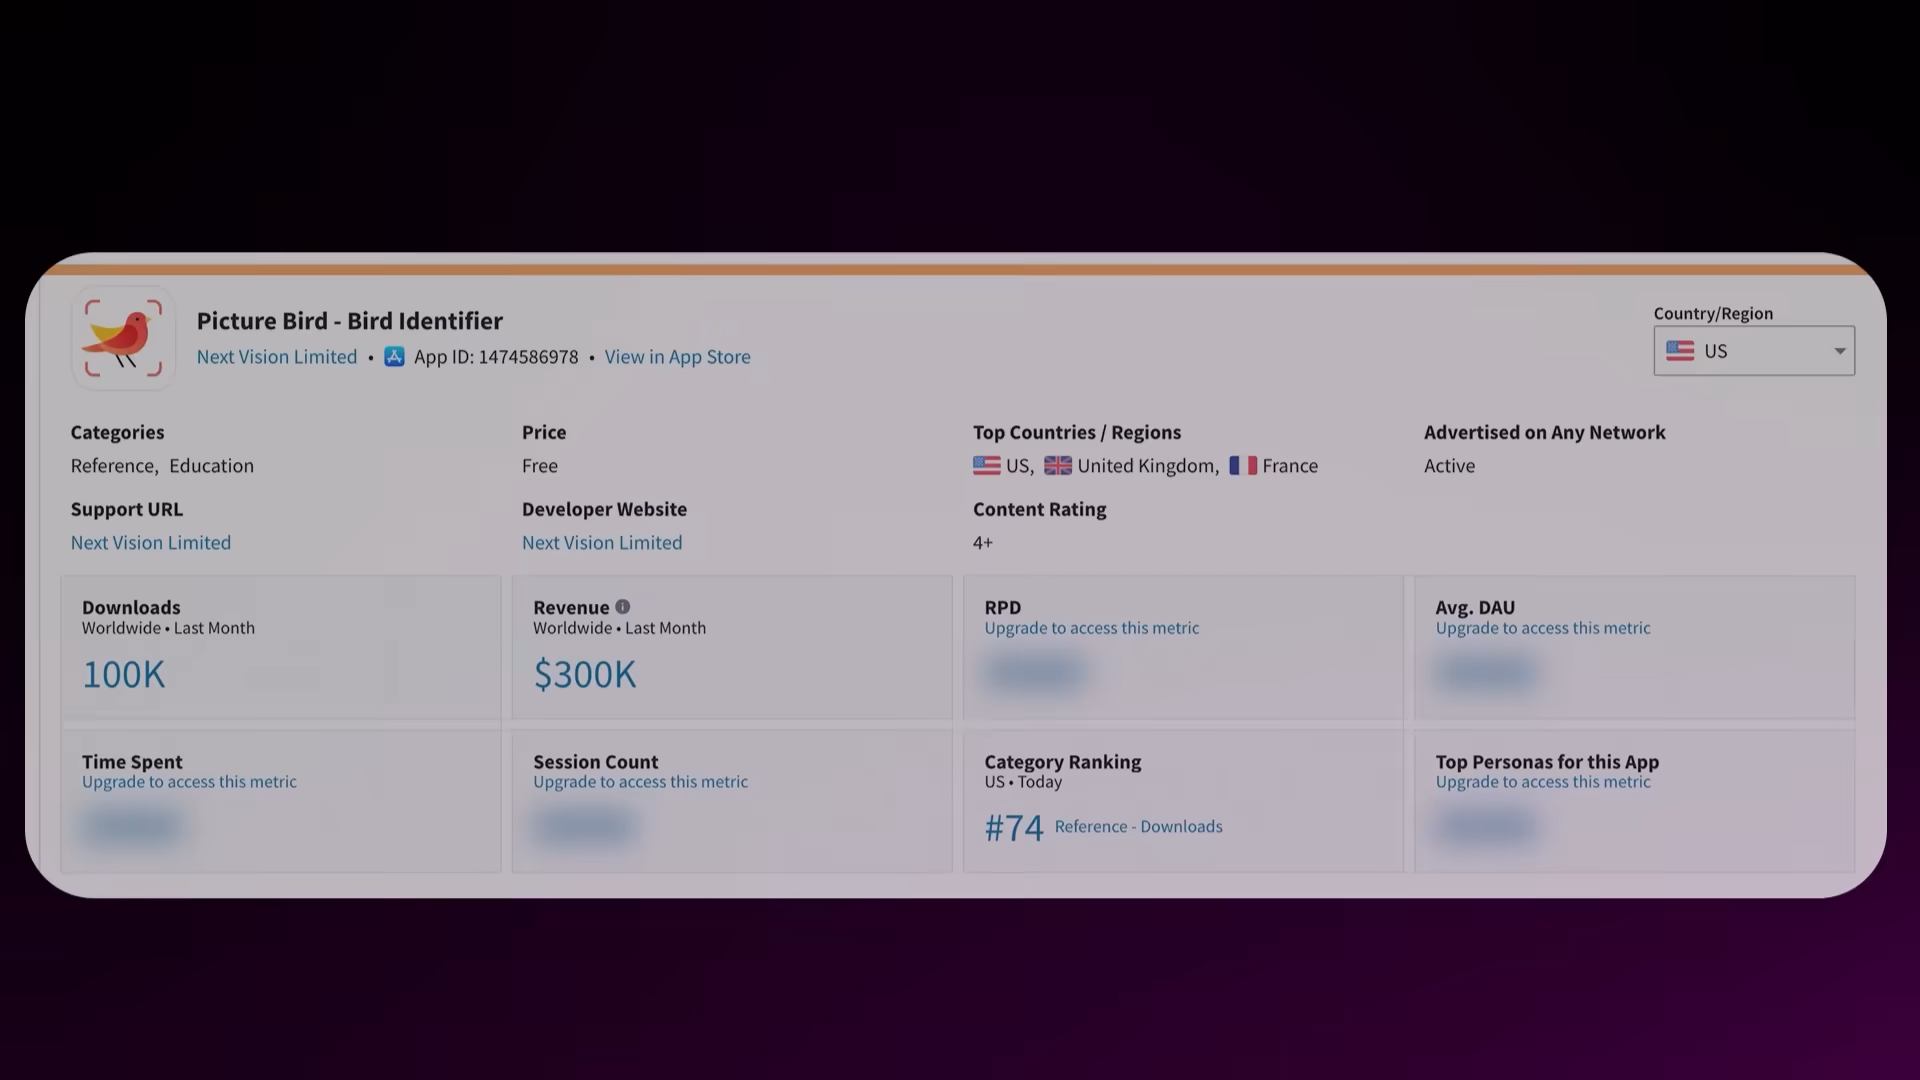 Picture Bird - Bird Identifier
Next Vision Limited • App ID: 1474586978 • View in App Store
Country/Region
US
Categories
Reference, Education
Price
Free
Top Countries / Regions
US, United Kingdom, France
Advertised on Any Network
Active
Support URL
Next Vision Limited
Developer Website
Next Vision Limited
Content Rating
4+
Downloads
Worldwide • Last Month
100K
Revenue
Worldwide • Last Month
$300K
RPD
Upgrade to access this metric
Avg. DAU
Upgrade to access this metric
Time Spent
Upgrade to access this metric
Session Count
Upgrade to access this metric
Category Ranking
US • Today
#74 Reference - Downloads
Top Personas for this App
Upgrade to access this metric